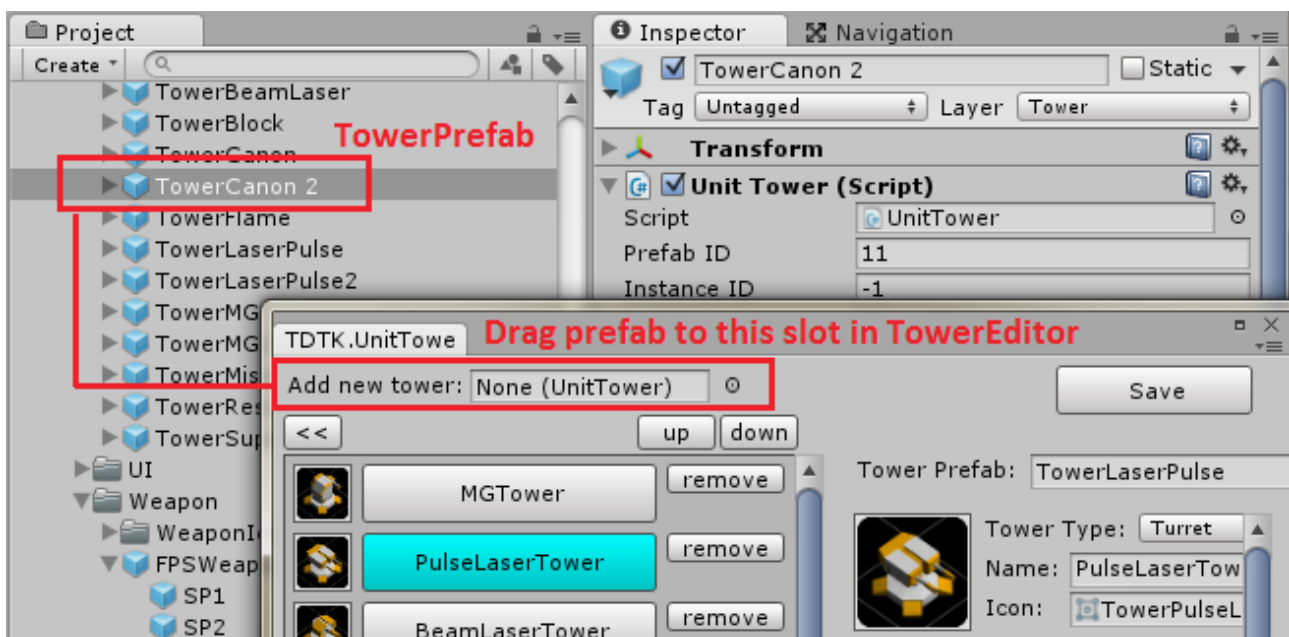 Project
Create
TowerBeamLaser
TowerBlock
TowerCanon
TowerCanon 2
TowerFlame
TowerLaserPulse
TowerLaserPulse2
TowerMG
TowerMG
TowerMis
TowerRes
TowerSup
UI
Weapon
WeaponI
FPSWeap
SP1
SP2
TowerPrefab
Inspector
Navigation
TowerCanon 2
Static
Tag Untagged Layer Tower
Transform
Unit Tower (Script)
Script UnitTower
Prefab ID 11
Instance ID -1
TDTK.UnitTowe
Drag prefab to this slot in TowerEditor
Add new tower: None (UnitTower)
Save
<< up down
MGTower remove
PulseLaserTower remove
BeamLaserTower remove
Tower Prefab: TowerLaserPulse
Tower Type: Turret
Name: PulseLaserTow
Icon: TowerPulseL